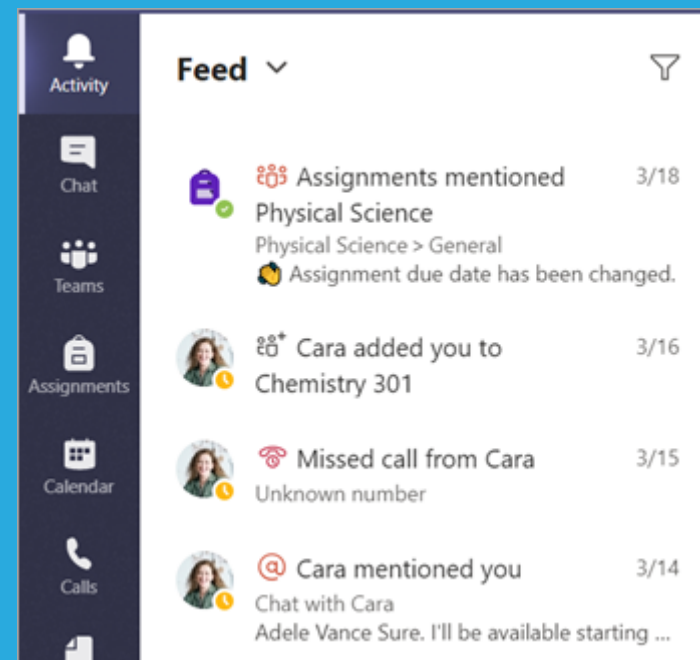 Activity
Chat
Teams
Assignments
Calendar
Calls
Feed
Assignments mentioned 3/18
Physical Science
Physical Science > General
Assignment due date has been changed.
Cara added you to 3/16
Chemistry 301
Missed call from Cara 3/15
Unknown number
@ Cara mentioned you 3/14
Chat with Cara
Adele Vance Sure. I'll be available starting ...